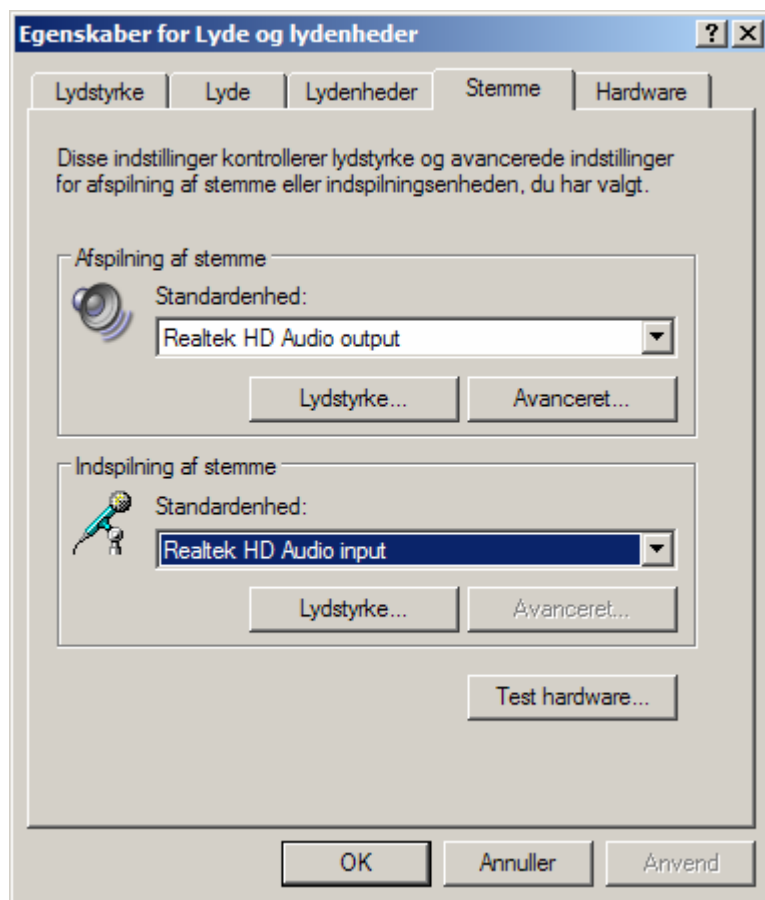 Egenskaber for Lyde og lydenheder
Lydstyrke Lyde Lydenheder Stemme Hardware
Disse indstillinger kontrollerer lydstyrke og avancerede indstillinger
for afspilning af stemme eller indspilningsenheden, du har valgt.
Afspilning af stemme
Standardenhed:
Realtek HD Audio output
Lydstyrke... Avanceret...
Indspilning af stemme
Standardenhed:
Realtek HD Audio input
Lydstyrke... Avanceret...
Test hardware...
OK Annuller Anvend